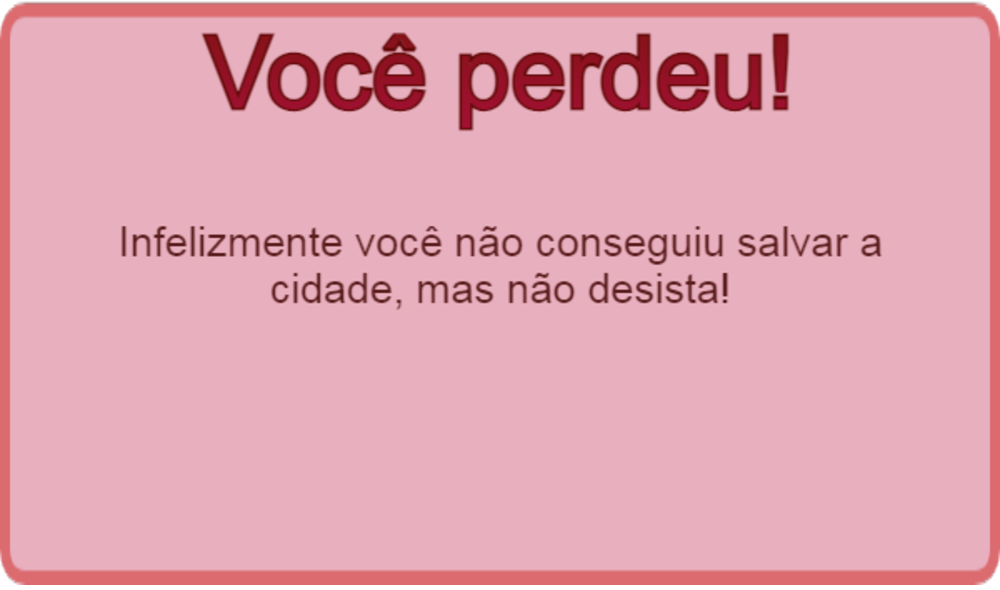 Você perdeu!
Infelizmente você não conseguiu salvar a
cidade, mas não desista!